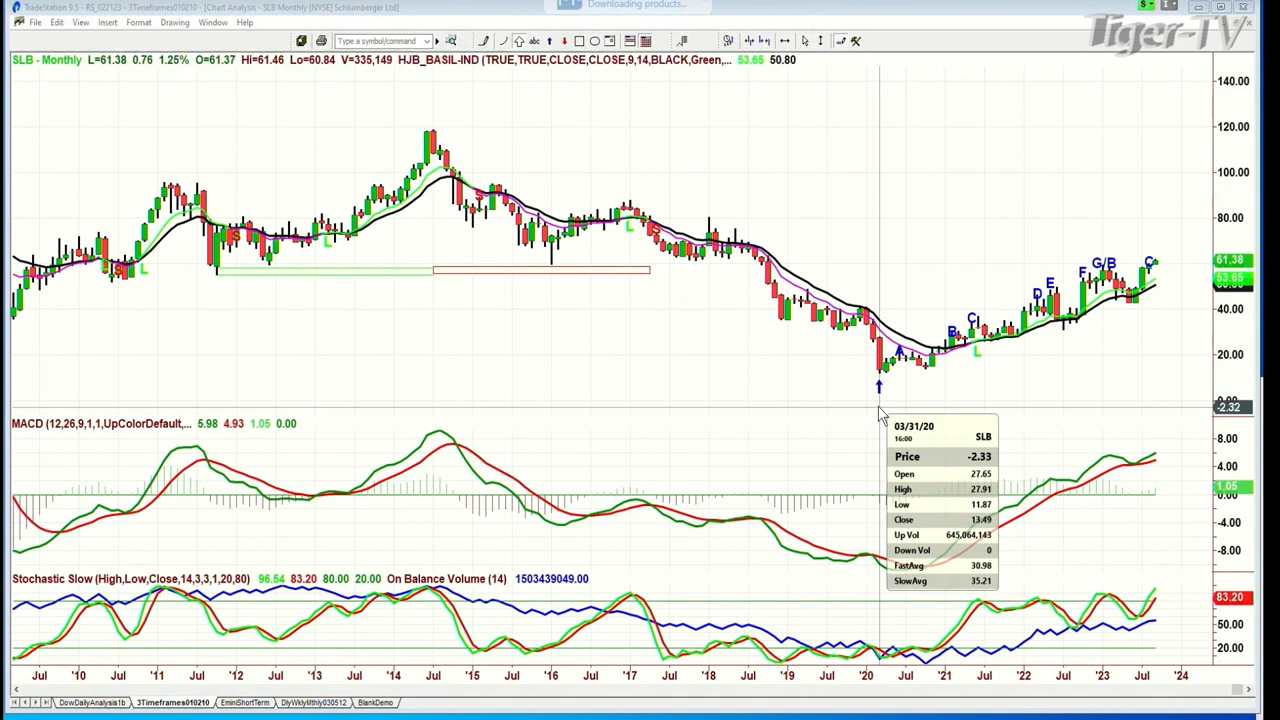 TradeStation 9.5 - RS_022123 - 3Timeframes010210 - [Chart Analysis - SLB Monthly [NYSE] Schlumberger Ltd]
Downloading products...
S
I
File Edit View Insert Format Drawing Window Help
Tiger-TV
Type a symbol/command
abc
SLB - Monthly L=61.38 0.76 1.25% O=61.37 Hi=61.46 Lo=60.84 V=335,149 HJB_BASIL-IND (TRUE,TRUE,CLOSE,CLOSE,9,14,BLACK,Green,... 53.65 50.80
140.00
120.00
100.00
80.00
61.38
53.65
40.00
20.00
0.00
-2.32
S
L
S
L
S
L
S
A
B
C
L
D
E
F
G/B
C
03/31/20
16:00 SLB
Price -2.33
Open 27.65
High 27.91
Low 11.87
Close 13.49
Up Vol 645,064,143
Down Vol 0
FastAvg 30.98
SlowAvg 35.21
MACD (12,26,9,1,1,UpColorDefault,... 5.98 4.93 1.05 0.00
8.00
4.00
1.05
0.00
-4.00
-8.00
Stochastic Slow (High,Low,Close,14,3,3,1,20,80) 96.54 83.20 80.00 20.00 On Balance Volume (14) 1503439049.00
83.20
50.00
20.00
Jul '10 Jul '11 Jul '12 Jul '13 Jul '14 Jul '15 Jul '16 Jul '17 Jul '18 Jul '19 Jul '20 Jul '21 Jul '22 Jul '23 Jul '24
DowDailyAnalysis1b 3Timeframes010210 EminiShortTerm DlyWklyMthly030512 BlankDemo